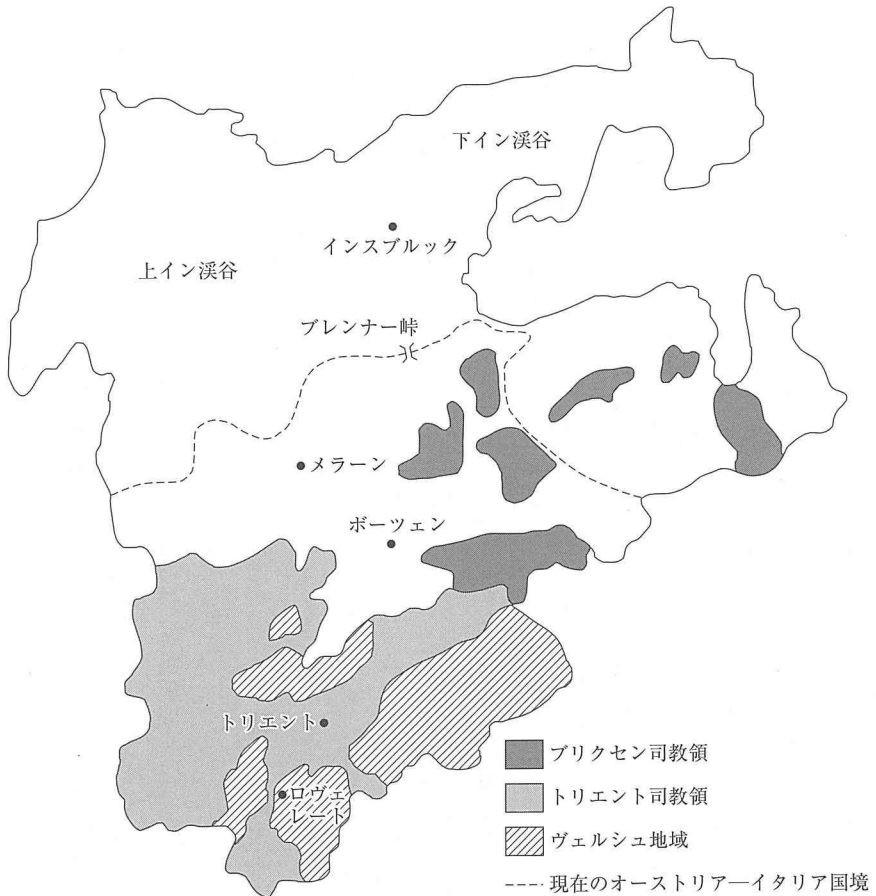 下イン渓谷
インスブルック
上イン渓谷
ブレンナー峠
メラーン
ボーツェン
トリエント
ロヴェ
レート
ブリクセン司教領
トリエント司教領
ヴェルシュ地域
現在のオーストリア―イタリア国境